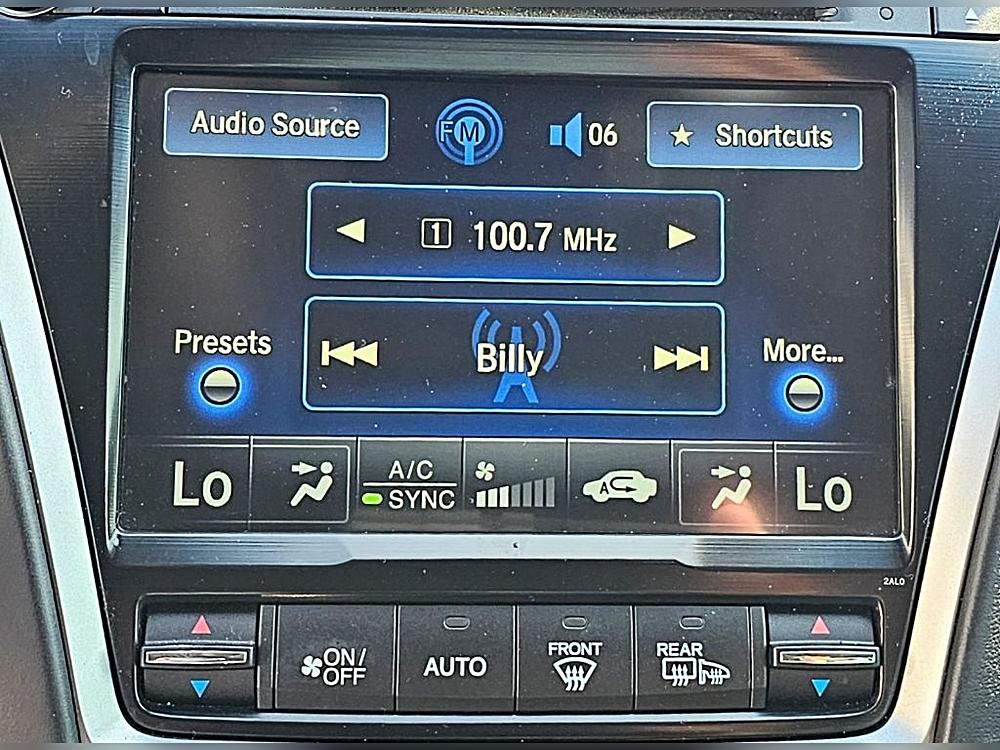 Audio Source
FM
06
★ Shortcuts
1 100.7 MHz
Presets
Billy
More...
Lo
A/C
SYNC
A
Lo
2AL0
ON/
OFF
AUTO
FRONT
REAR